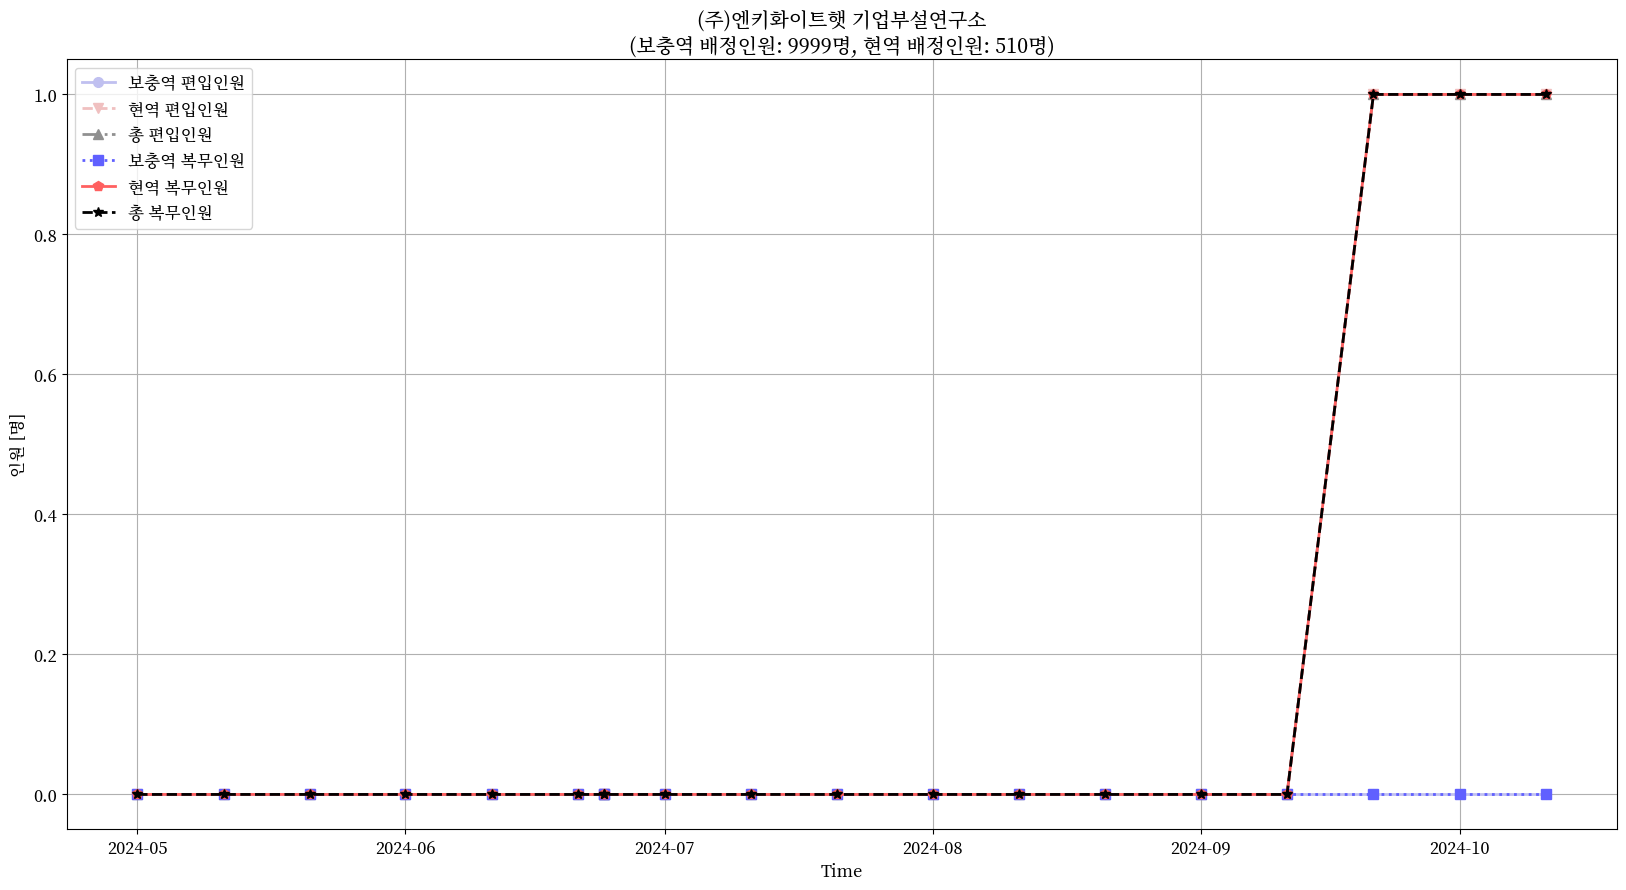 (주)엔키화이트햇 기업부설연구소
(보충역 배정인원: 9999명, 현역 배정인원: 510명)
보충역 편입인원
현역 편입인원
총 편입인원
보충역 복무인원
현역 복무인원
총 복무인원
1.0
0.8
0.6
0.4
0.2
0.0
인원 [명]
2024-05
2024-06
2024-07
2024-08
2024-09
2024-10
Time